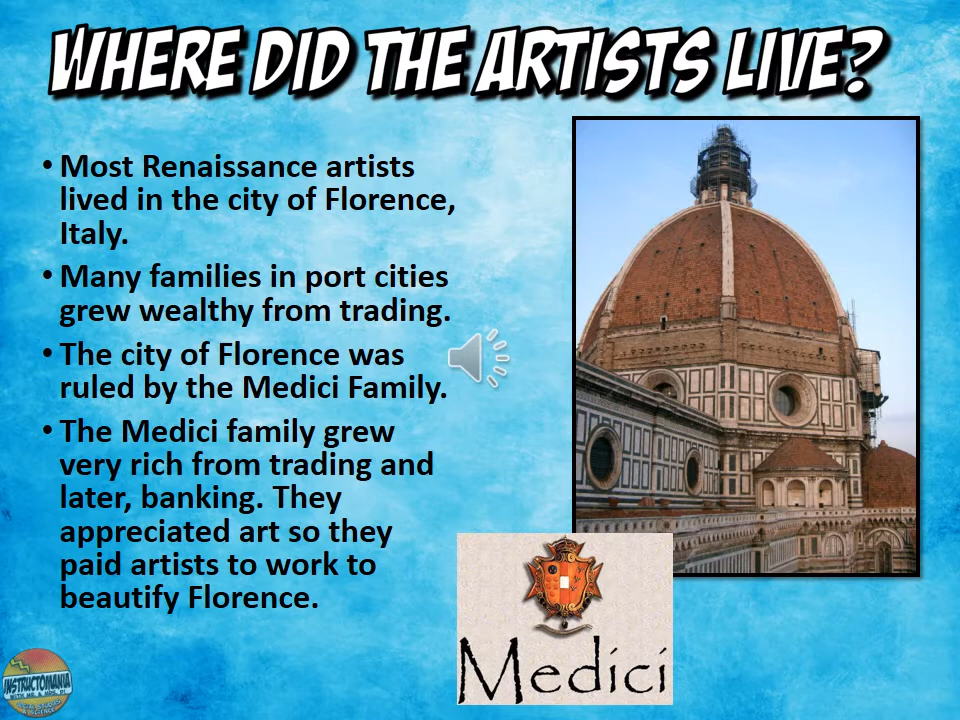 WHERE DID THE ARTISTS LIVE?
• Most Renaissance artists
lived in the city of Florence,
Italy.
• Many families in port cities
grew wealthy from trading.
• The city of Florence was
ruled by the Medici Family.
• The Medici family grew
very rich from trading and
later, banking. They
appreciated art so they
paid artists to work to
beautify Florence.
Medici
INSTRUCTOMANIA